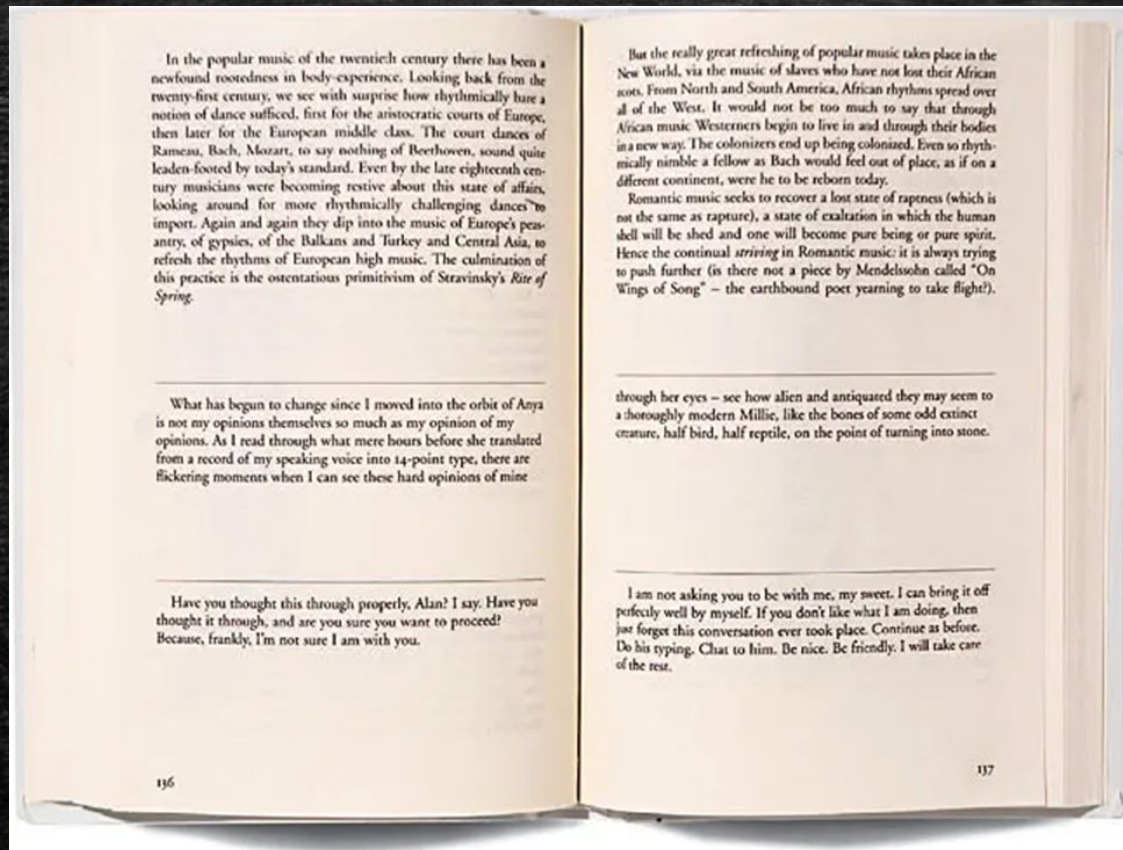 In the popular music of the twentieth century there has been a
newfound rootedness in body-experience. Looking back from the
twenty-first century, we see with surprise how rhythmically bare a
notion of dance sufficed, first for the aristocratic courts of Europe,
then later for the European middle class. The court dances of
Rameau, Bach, Mozart, to say nothing of Beethoven, sound quite
leaden-footed by today's standard. Even by the late eighteenth cen-
tury musicians were becoming restive about this state of affairs,
looking around for more rhythmically challenging dances to
import. Again and again they dip into the music of Europe's peas-
antry, of gypsies, of the Balkans and Turkey and Central Asia, to
refresh the rhythms of European high music. The culmination of
this practice is the ostentatious primitivism of Stravinsky's Rite of
Spring.
What has begun to change since I moved into the orbit of Anya
is not my opinions themselves so much as my opinion of my
opinions. As I read through what mere hours before she translated
from a record of my speaking voice into 14-point type, there are
flickering moments when I can see these hard opinions of mine
Have you thought this through properly, Alan? I say. Have you
thought it through, and are you sure you want to proceed?
Because, frankly, I'm not sure I am with you.
136
But the really great refreshing of popular music takes place in the
New World, via the music of slaves who have not lost their African
roots. From North and South America, African rhythms spread over
all of the West. It would not be too much to say that through
African music Westerners begin to live in and through their bodies
in a new way. The colonizers end up being colonized. Even so rhyth-
mically nimble a fellow as Bach would feel out of place, as if on a
different continent, were he to be reborn today.
Romantic music seeks to recover a lost state of raptness (which is
not the same as rapture), a state of exaltation in which the human
shell will be shed and one will become pure being or pure spirit.
Hence the continual striving in Romantic music: it is always trying
to push further (is there not a piece by Mendelssohn called "On
Wings of Song" – the earthbound poet yearning to take flight?).
through her eyes – see how alien and antiquated they may seem to
a thoroughly modern Millie, like the bones of some odd extinct
creature, half bird, half reptile, on the point of turning into stone.
I am not asking you to be with me, my sweet. I can bring it off
perfectly well by myself. If you don't like what I am doing, then
just forget this conversation ever took place. Continue as before.
Do his typing. Chat to him. Be nice. Be friendly. I will take care
of the rest.
137